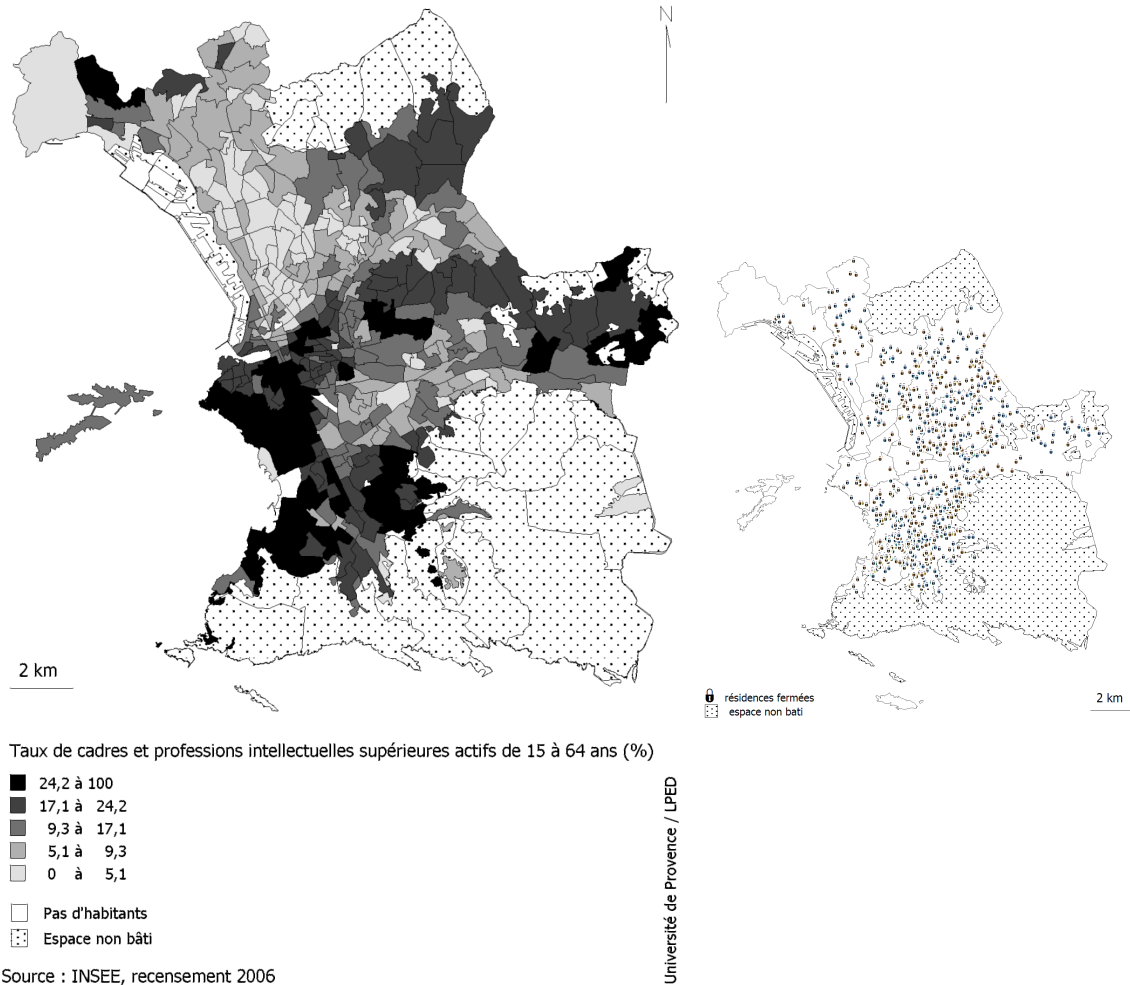 N
2 km
résidences fermées
espace non bati
2 km
Taux de cadres et professions intellectuelles supérieures actifs de 15 à 64 ans (%)
24,2 à 100
17,1 à 24,2
9,3 à 17,1
5,1 à 9,3
0 à 5,1
Pas d'habitants
Espace non bâti
Source : INSEE, recensement 2006
Université de Provence / LPED